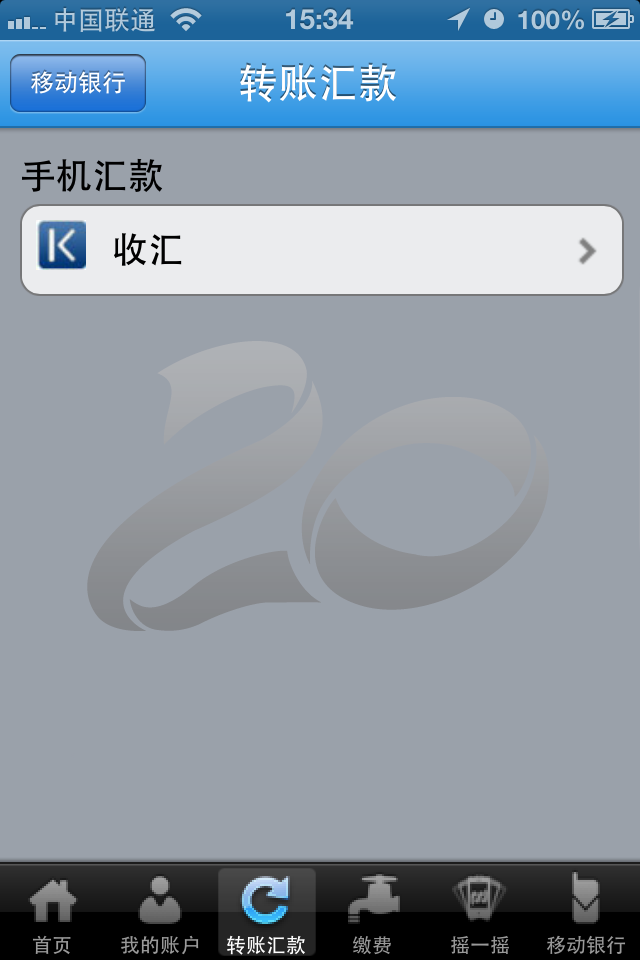 中国联通 15:34 100%
移动银行 转账汇款
手机汇款
收汇
20
首页 我的账户 转账汇款 缴费 摇一摇 移动银行